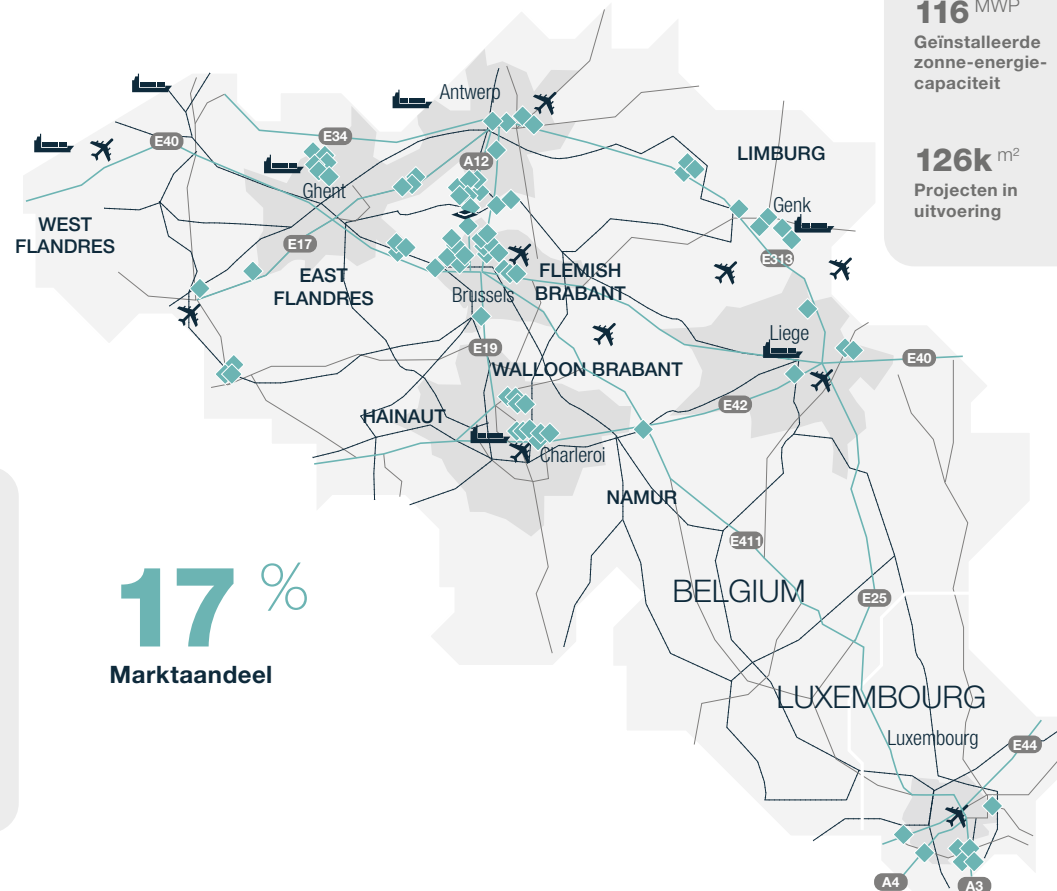 116 MWP
Geïnstalleerde
zonne-energie-
capaciteit
126k m²
Projecten in
uitvoering
Antwerp
E34
E40
A12
LIMBURG
Ghent
Genk
WEST
FLANDRES
E17
E313
EAST
FLANDRES
FLEMISH
BRABANT
Brussels
Liege
E19
E40
WALLOON BRABANT
E42
HAINAUT
Charleroi
NAMUR
E411
BELGIUM
E25
17 %
Marktaandeel
LUXEMBOURG
Luxembourg
E44
A4
A3